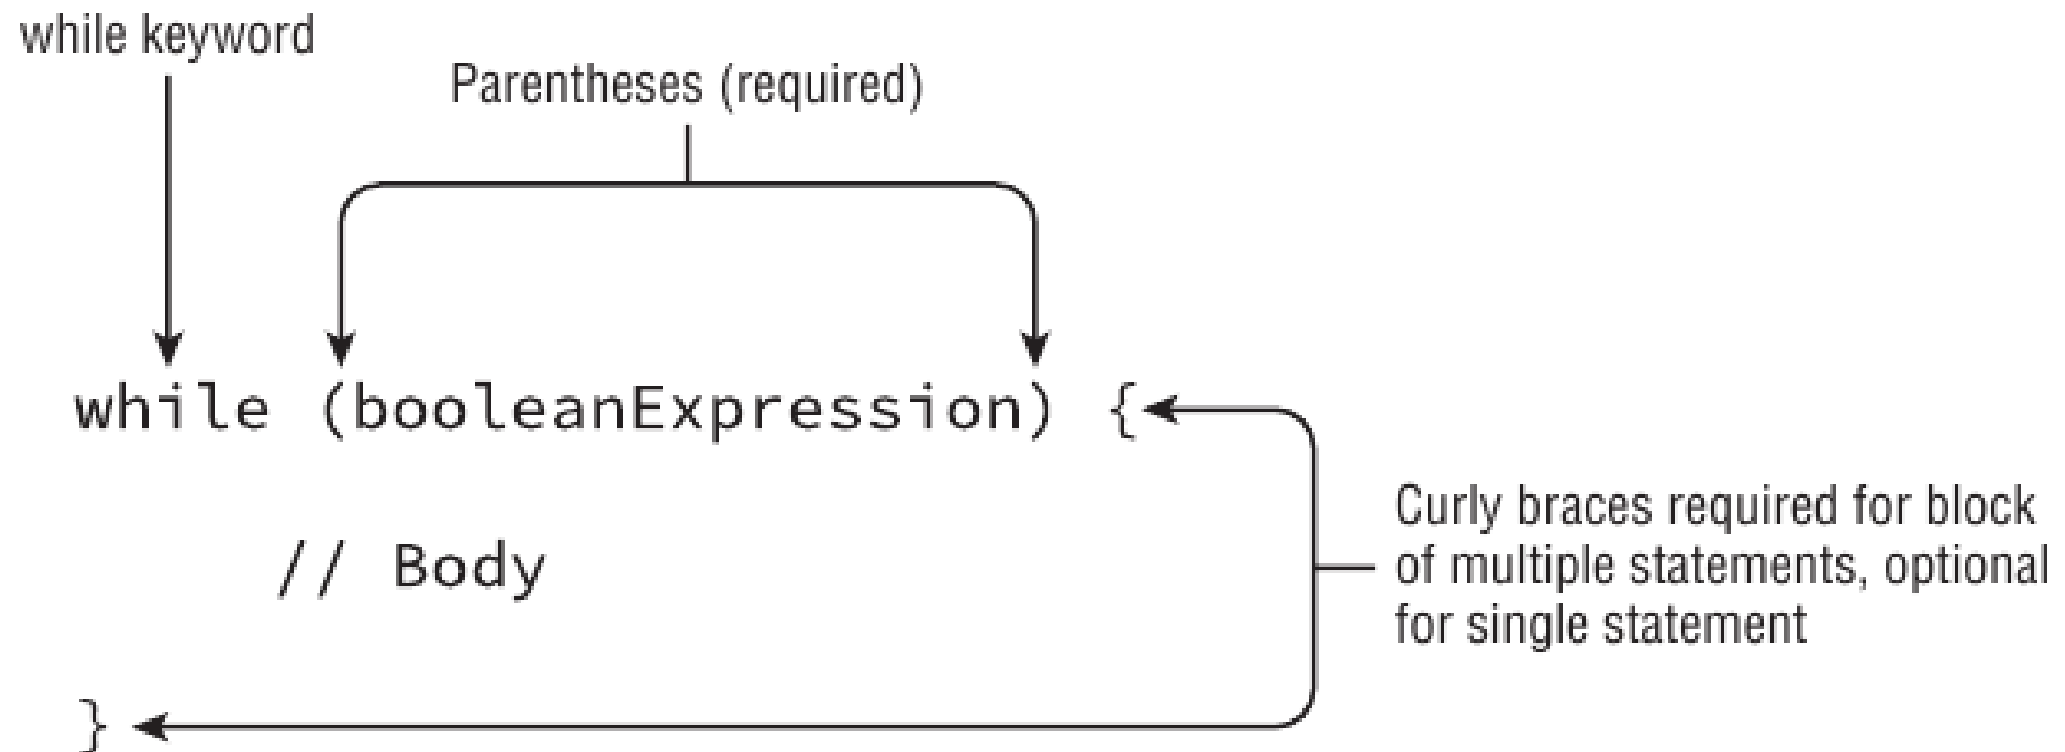 while keyword
Parentheses (required)
while (booleanExpression) {
// Body
Curly braces required for block
of multiple statements, optional
for single statement
}